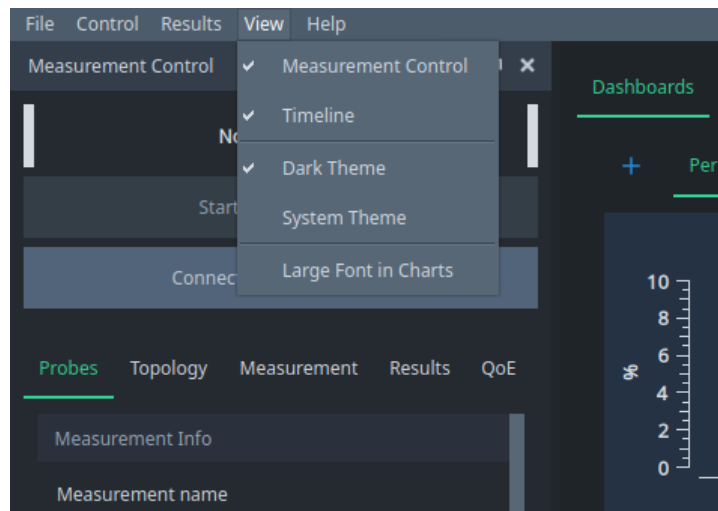 File Control Results View Help
Measurement Control
Measurement Control
Timeline
Dark Theme
System Theme
Large Font in Charts
Dashboards
Probes Topology Measurement Results QoE
Measurement Info
Measurement name
%
10
8
6
4
2
0